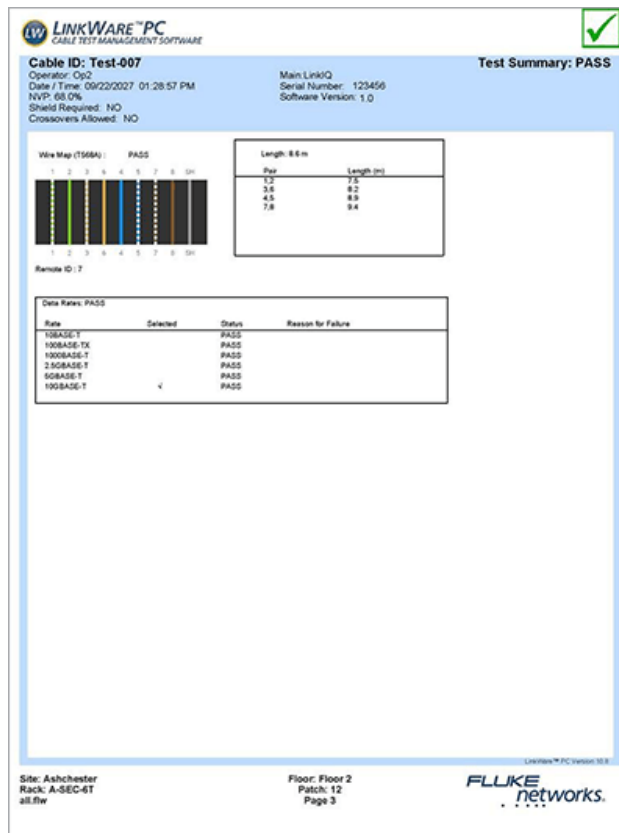 LW LINKWARE™PC
CABLE TEST MANAGEMENT SOFTWARE
Cable ID: Test-007
Test Summary: PASS
Operator: Op2
Date / Time: 09/22/2027 01:28:57 PM
NVP: 68.0%
Shield Required: NO
Crossovers Allowed: NO
Main:LinkIQ
Serial Number: 123456
Software Version: 1.0
Wire Map (T568A) : PASS
1 2 3 6 4 5 7 8 SH
1 2 3 6 4 5 7 8 SH
Remote ID : 7
Length: 8.6 m
Pair Length (m)
1,2 7.5
3,6 8.2
4,5 8.9
7,8 9.4
Data Rates: PASS
Rate Selected Status Reason for Failure
10BASE-T PASS
100BASE-TX PASS
1000BASE-T PASS
2.5GBASE-T PASS
5GBASE-T PASS
10GBASE-T √ PASS
LinkWare™ PC Version 10.8
Site: Ashchester
Rack: A-SEC-6T
all.flw
Floor: Floor 2
Patch: 12
Page 3
FLUKE
networks.